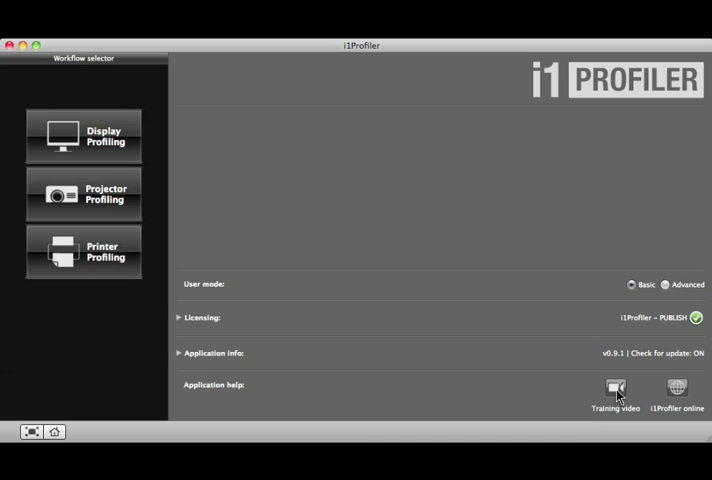 i1Profiler
Workflow selector
i1 PROFILER
Display
Profiling
Projector
Profiling
Printer
Profiling
User mode: Basic Advanced
Licensing: i1Profiler – PUBLISH
Application info: v0.9.1 | Check for update: ON
Application help:
Training video i1Profiler online